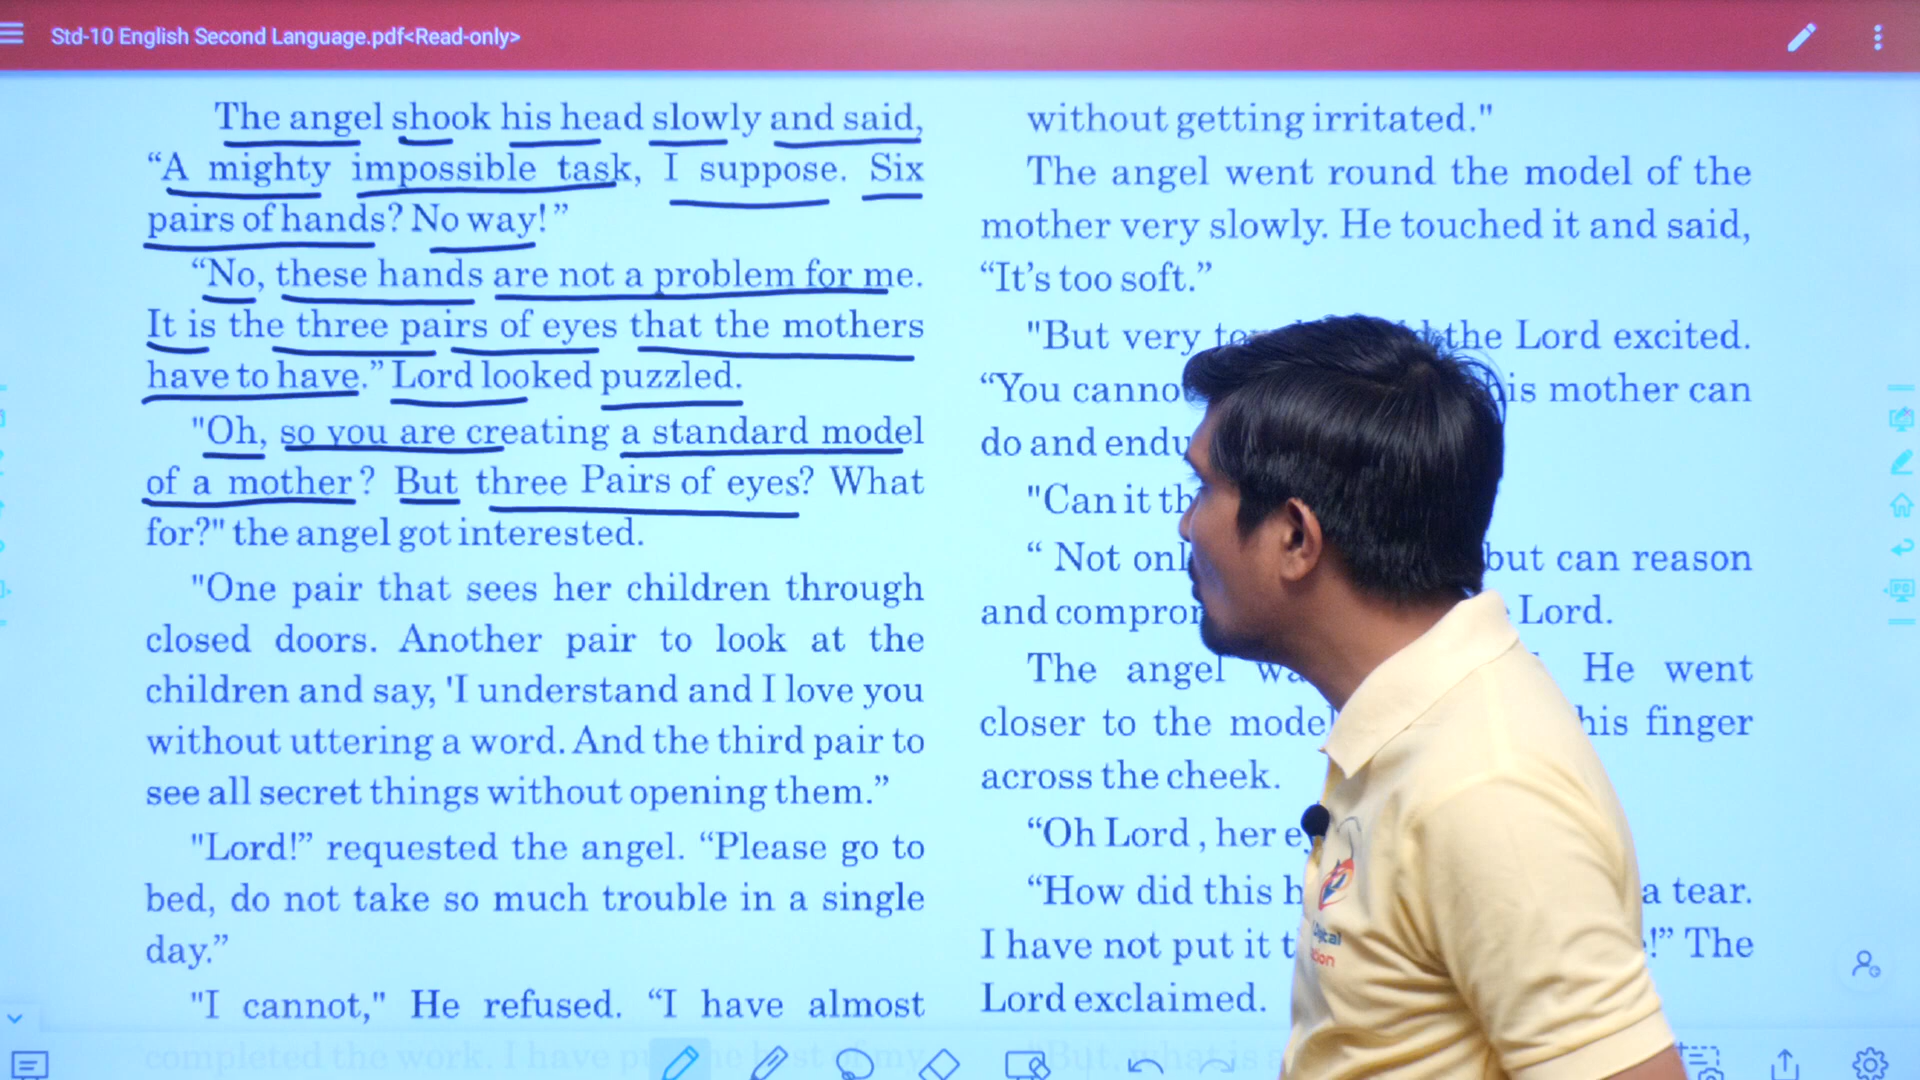 Std-10 English Second Language.pdf<Read-only>
The angel shook his head slowly and said,
“A mighty impossible task, I suppose. Six
pairs of hands? No way!”
“No, these hands are not a problem for me.
It is the three pairs of eyes that the mothers
have to have.” Lord looked puzzled.
"Oh, so you are creating a standard model
of a mother? But three Pairs of eyes? What
for?" the angel got interested.
"One pair that sees her children through
closed doors. Another pair to look at the
children and say, 'I understand and I love you
without uttering a word. And the third pair to
see all secret things without opening them.”
"Lord!” requested the angel. “Please go to
bed, do not take so much trouble in a single
day.”
"I cannot," He refused. “I have almost
completed the work. I have
without getting irritated."
The angel went round the model of the
mother very slowly. He touched it and said,
“It’s too soft.”
"But very the Lord excited.
“You mother can
do and
"Can it
“ Not but can reason
and Lord.
The angel He went
closer to the his finger
across the cheek.
“Oh Lord , her
“How did this a tear.
I have not put it The
Lord exclaimed.